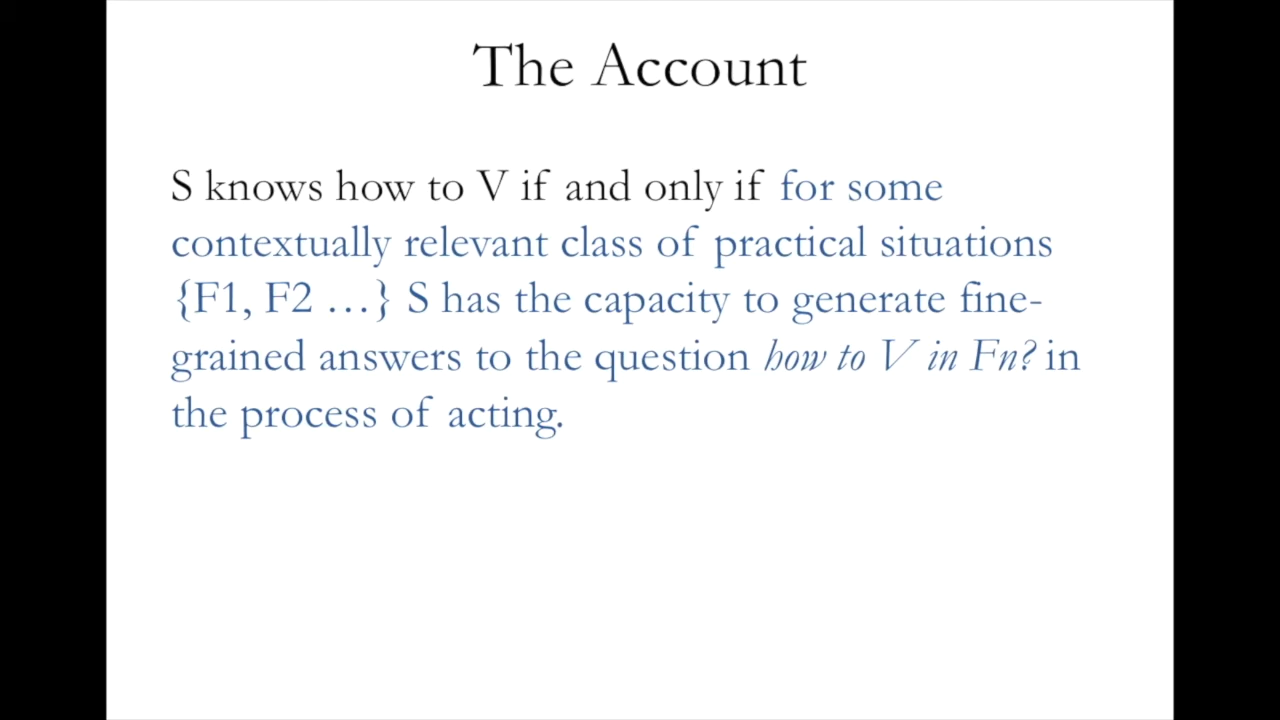 The Account
S knows how to V if and only if for some
contextually relevant class of practical situations
{F1, F2 …} S has the capacity to generate fine-
grained answers to the question how to V in Fn? in
the process of acting.